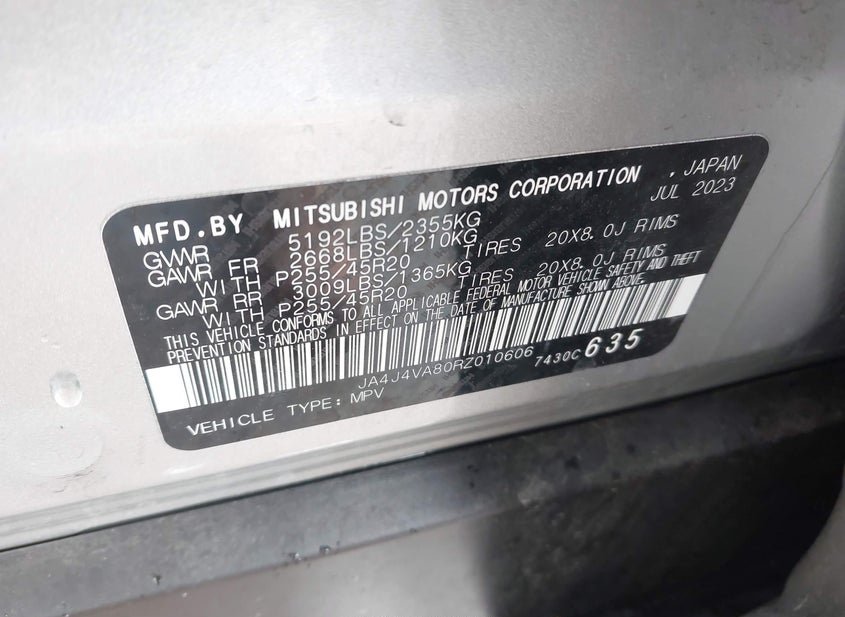 MFD.BY MITSUBISHI MOTORS CORPORATION , JAPAN
GVWR 5192LBS/2355KG JUL 2023
GAWR FR 2668LBS/1210KG
WITH P255/45R20 TIRES 20X8.0J RIMS
GAWR RR 3009LBS/1365KG
WITH P255/45R20 TIRES 20X8.0J RIMS
THIS VEHICLE CONFORMS TO ALL APPLICABLE FEDERAL MOTOR VEHICLE SAFETY AND THEFT
PREVENTION STANDARDS IN EFFECT ON THE DATE OF MANUFACTURE SHOWN ABOVE.
JA4J4VA80RZ010606 7430C 635
VEHICLE TYPE: MPV